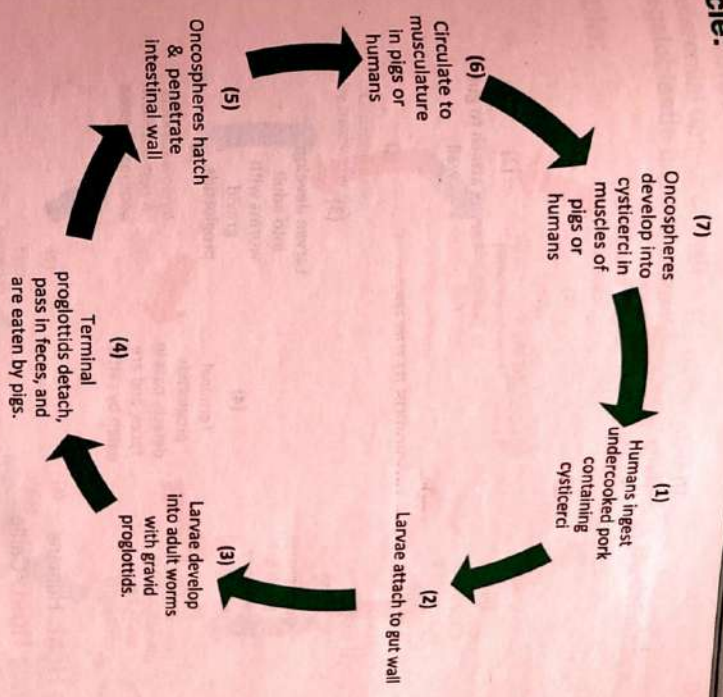 cle.
(1)
Humans ingest
undercooked pork
containing
cysticerci
(2)
Larvae attach to gut wall
(3)
Larvae develop
into adult worms
with gravid
proglottids.
(4)
Terminal
proglottids detach,
pass in feces, and
are eaten by pigs.
(5)
Oncospheres hatch
& penetrate
intestinal wall
(6)
Circulate to
musculature
in pigs or
humans
(7)
Oncospheres
develop into
cysticerci in
muscles of
pigs or
humans